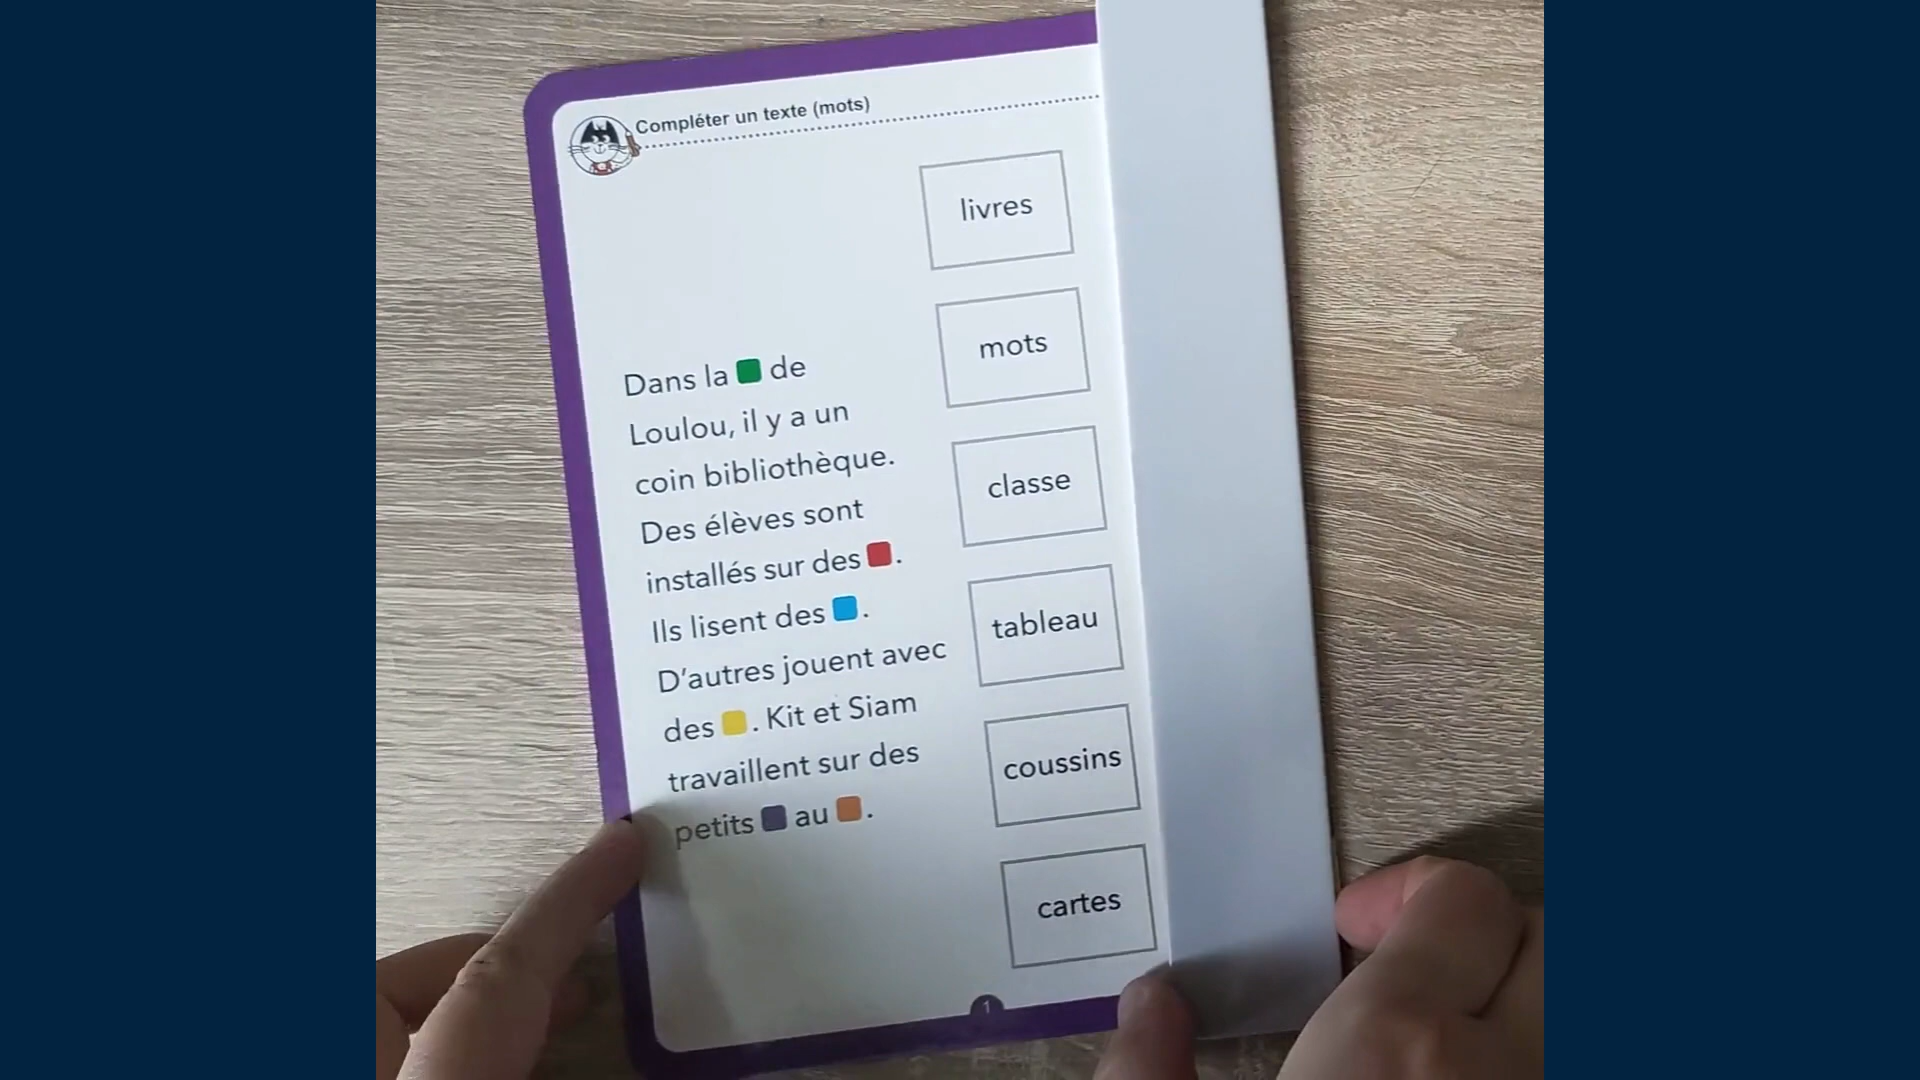 Compléter un texte (mots)
livres
mots
classe
tableau
coussins
cartes
Dans la de
Loulou, il y a un
coin bibliothèque.
Des élèves sont
installés sur des .
Ils lisent des .
D'autres jouent avec
des . Kit et Siam
travaillent sur des
petits au .
1